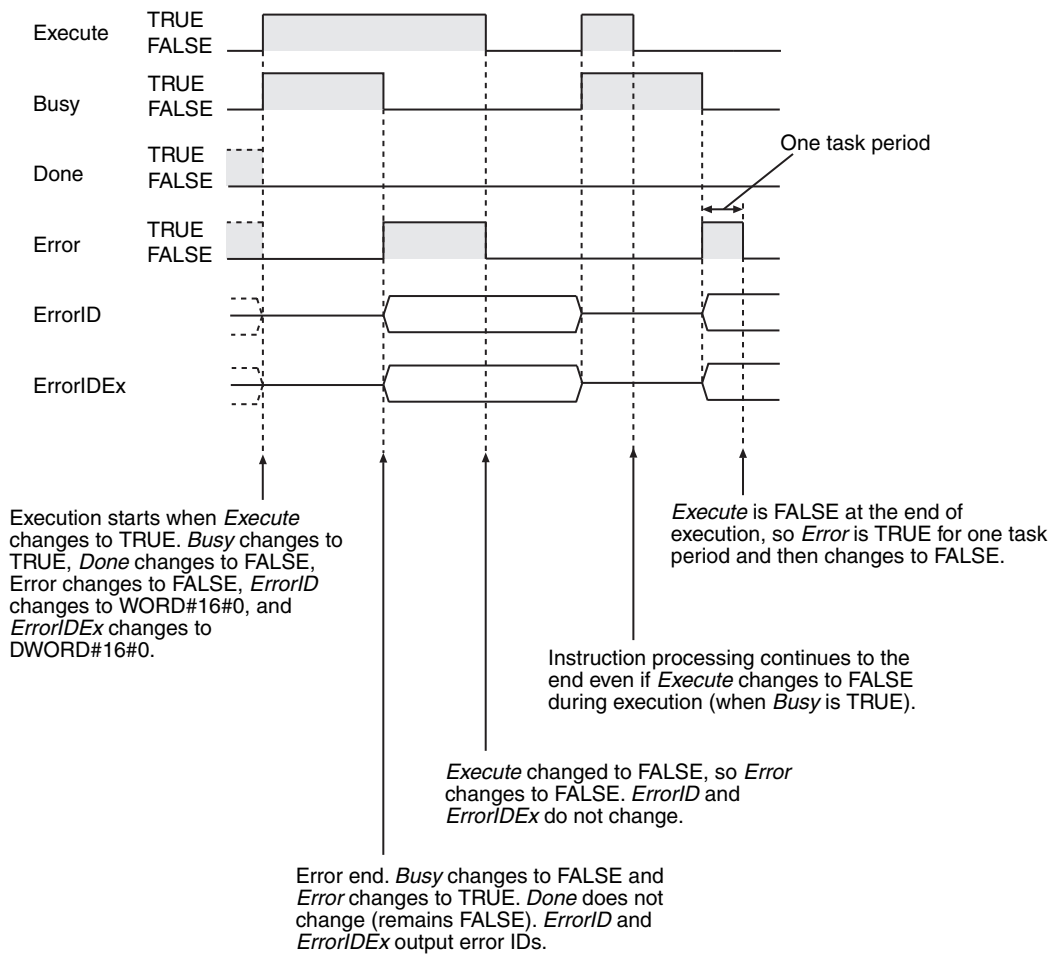 Execute
TRUE
FALSE
Busy
TRUE
FALSE
Done
TRUE
FALSE
One task period
Error
TRUE
FALSE
ErrorID
ErrorIDEx
Execution starts when Execute
changes to TRUE. Busy changes to
TRUE, Done changes to FALSE,
Error changes to FALSE, ErrorID
changes to WORD#16#0, and
ErrorIDEx changes to
DWORD#16#0.
Execute is FALSE at the end of
execution, so Error is TRUE for one task
period and then changes to FALSE.
Instruction processing continues to the
end even if Execute changes to FALSE
during execution (when Busy is TRUE).
Execute changed to FALSE, so Error
changes to FALSE. ErrorID and
ErrorIDEx do not change.
Error end. Busy changes to FALSE and
Error changes to TRUE. Done does not
change (remains FALSE). ErrorID and
ErrorIDEx output error IDs.